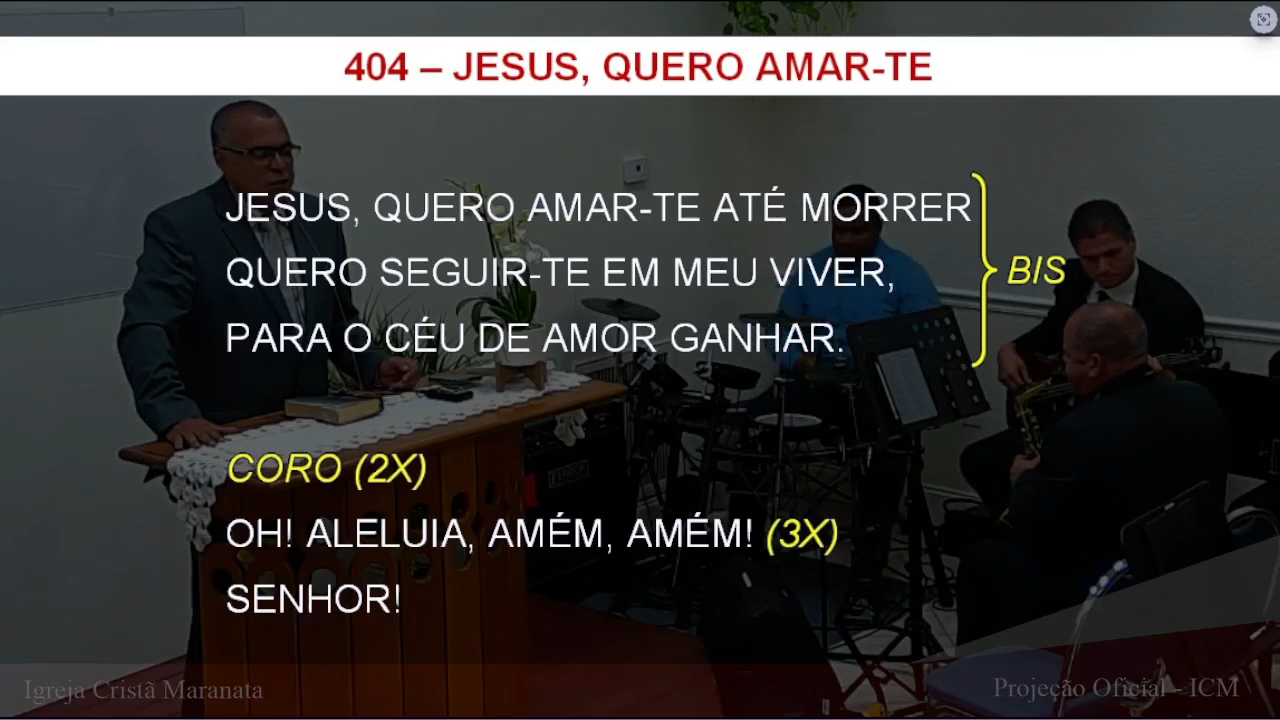 404 – JESUS, QUERO AMAR-TE
JESUS, QUERO AMAR-TE ATÉ MORRER
QUERO SEGUIR-TE EM MEU VIVER,
PARA O CÉU DE AMOR GANHAR.
BIS
CORO (2X)
OH! ALELUIA, AMÉM, AMÉM! (3X)
SENHOR!
Igreja Cristã Maranata
Projeção Oficial - ICM